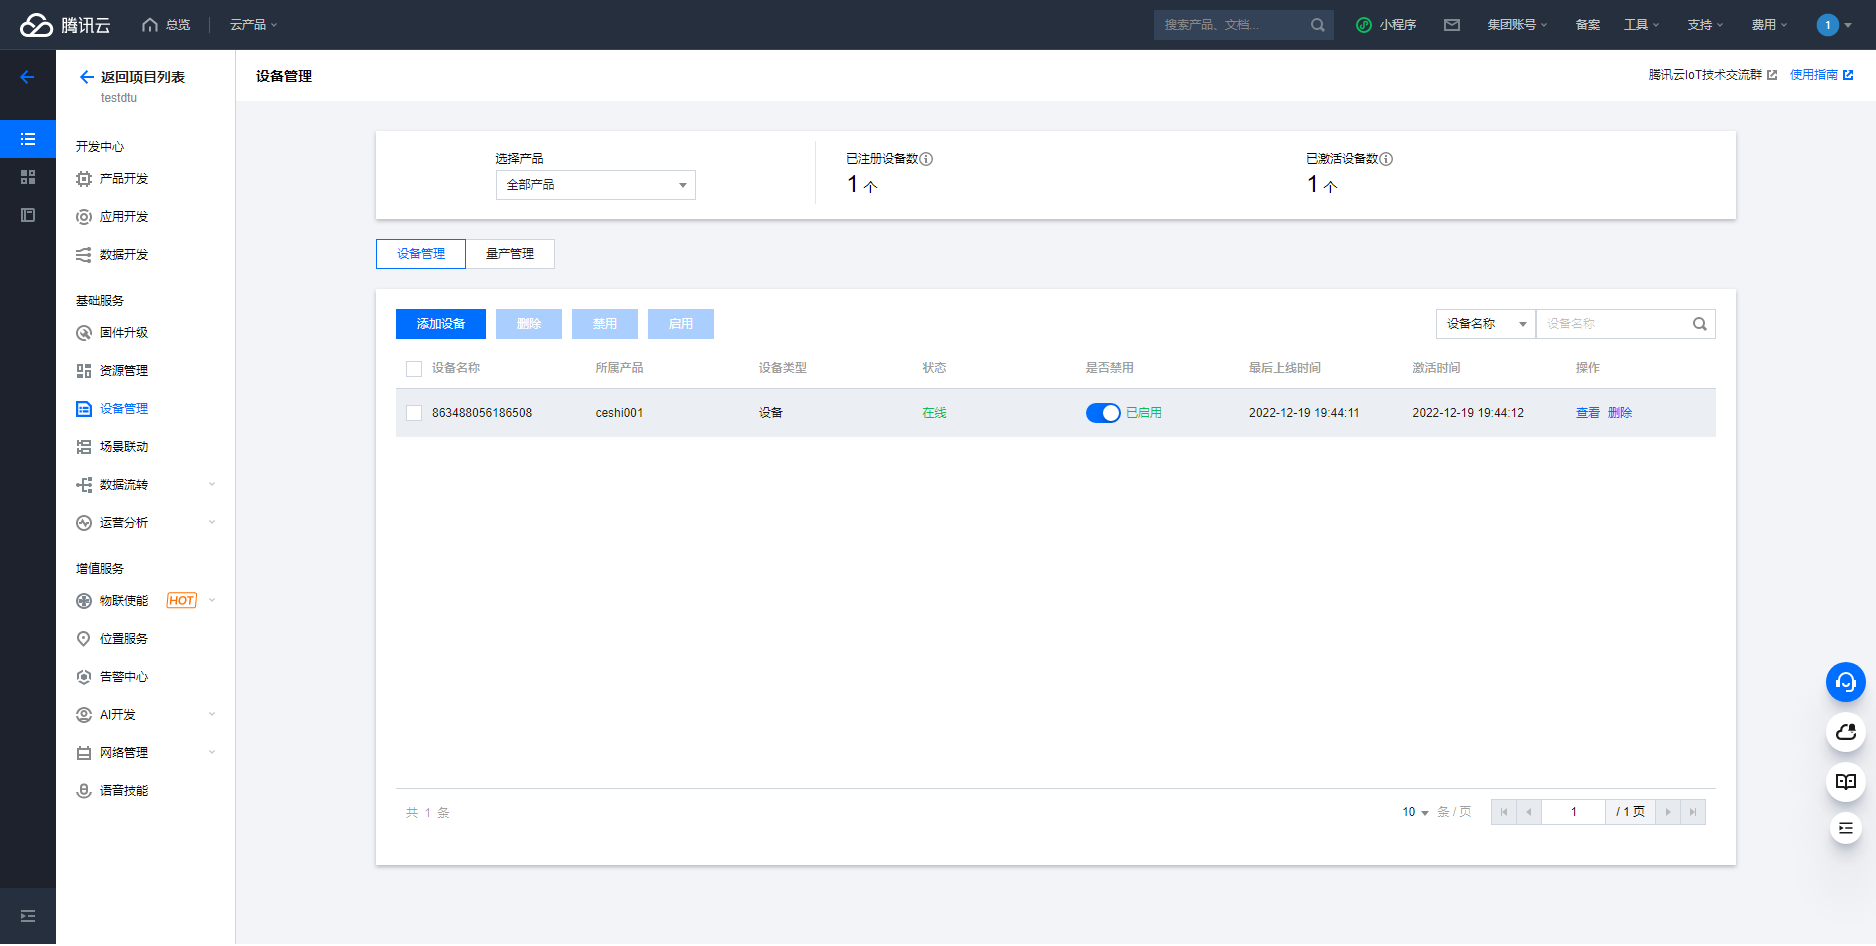 腾讯云
总览
云产品
搜索产品、文档...
小程序
集团账号
备案
工具
支持
费用
1
返回项目列表
testdtu
设备管理
腾讯云IoT技术交流群
使用指南
开发中心
产品开发
应用开发
数据开发
基础服务
固件升级
资源管理
设备管理
场景联动
数据流转
运营分析
增值服务
物联使能 HOT
位置服务
告警中心
AI开发
网络管理
语音技能
选择产品
全部产品
已注册设备数
1 个
已激活设备数
1 个
设备管理 量产管理
添加设备 删除 禁用 启用
设备名称 设备名称
设备名称 所属产品 设备类型 状态 是否禁用 最后上线时间 激活时间 操作
863488056186508 ceshi001 设备 在线 已启用 2022-12-19 19:44:11 2022-12-19 19:44:12 查看 删除
共 1 条
10 条 / 页
1 / 1 页